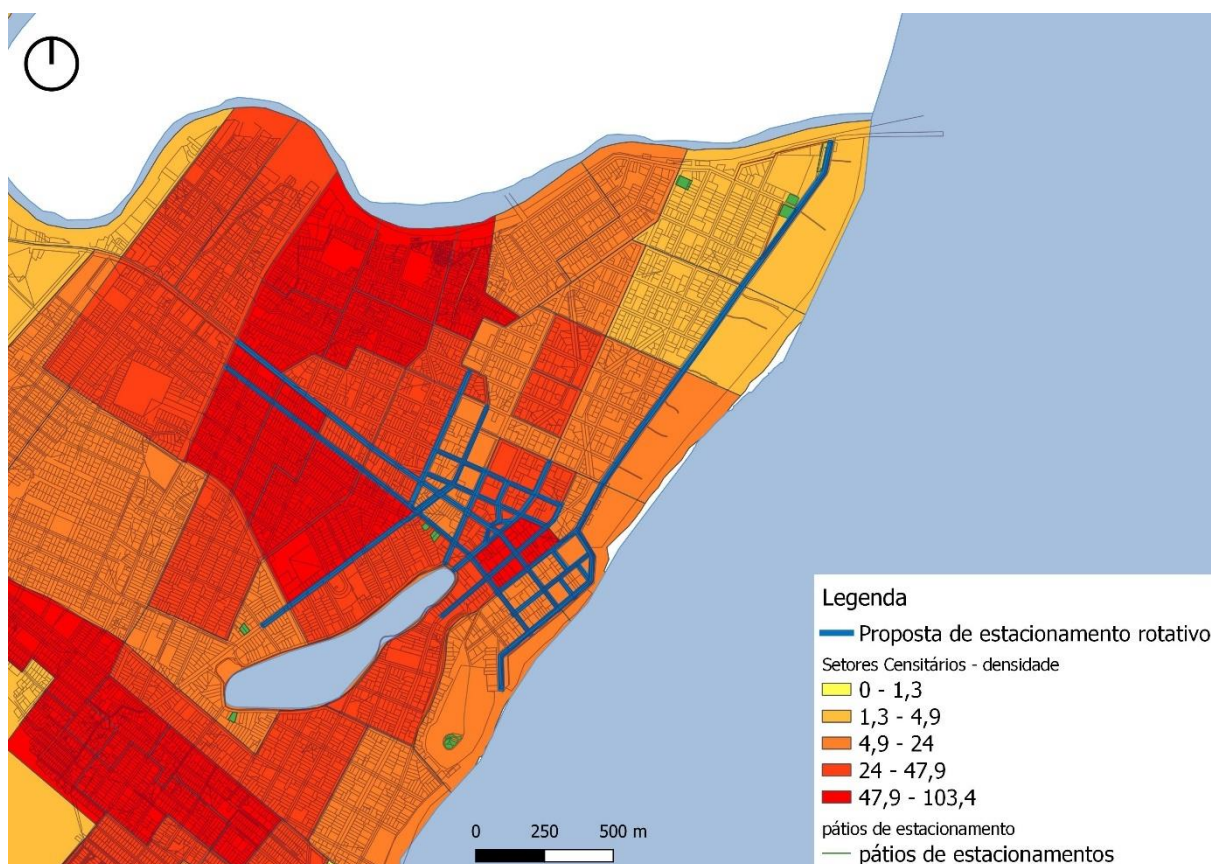 Legenda
Proposta de estacionamento rotativo
Setores Censitários - densidade
0 - 1,3
1,3 - 4,9
4,9 - 24
24 - 47,9
47,9 - 103,4
pátios de estacionamento
pátios de estacionamentos
0 250 500 m